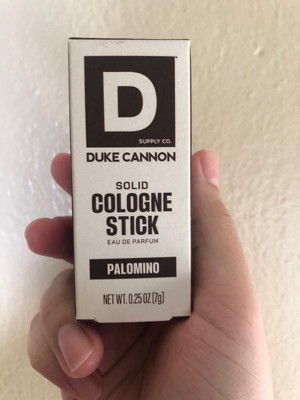 D
SUPPLY CO.
DUKE CANNON
SOLID
COLOGNE
STICK
EAU DE PARFUM
PALOMINO
NET WT. 0.25 OZ (7g)